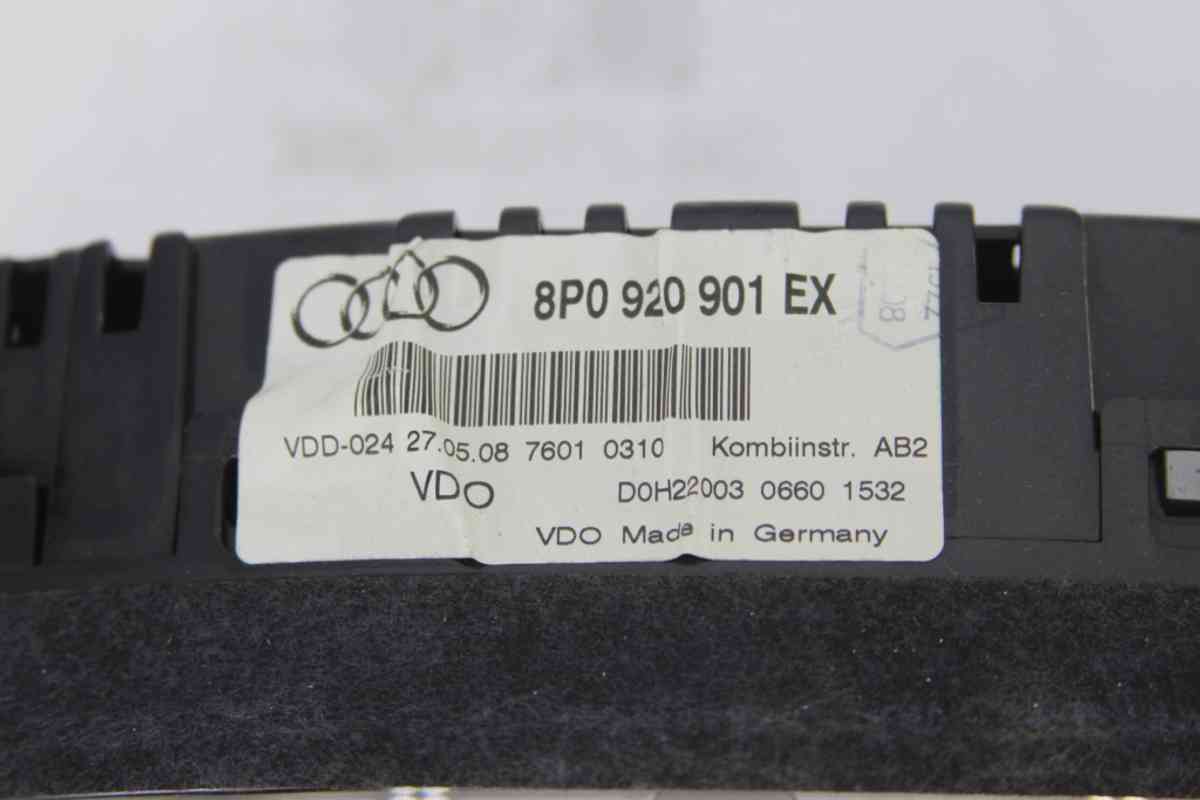 8P0 920 901 EX
VDD-024 27.05.08 7601 0310 Kombiinstr. AB2
VDO D0H22003 0660 1532
VDO Made in Germany